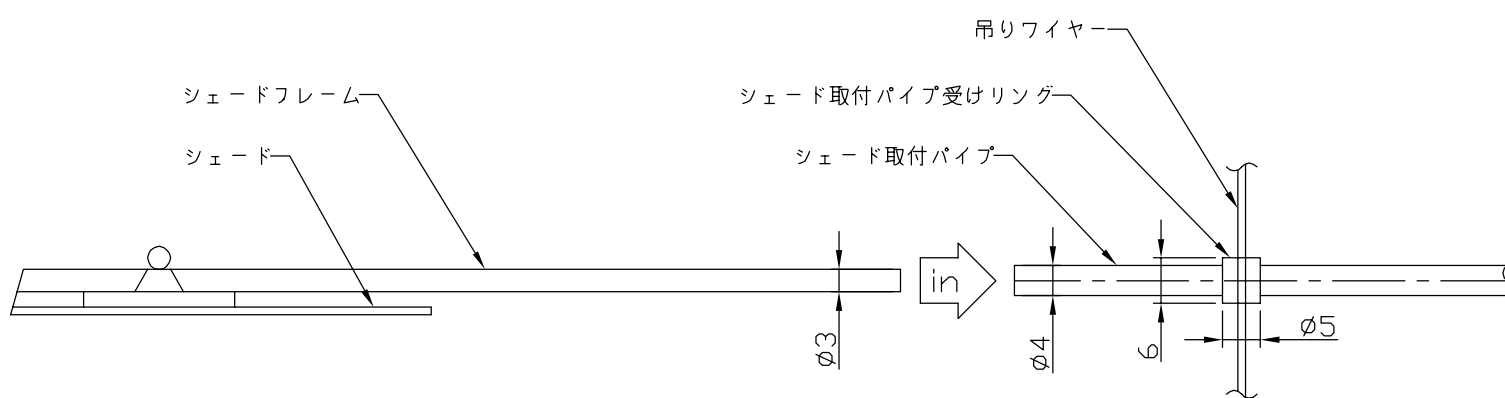 吊りワイヤー
シェードフレーム
シェード取付パイプ受けリング
シェード
シェード取付パイプ
in
φ3
φ4
6
φ5